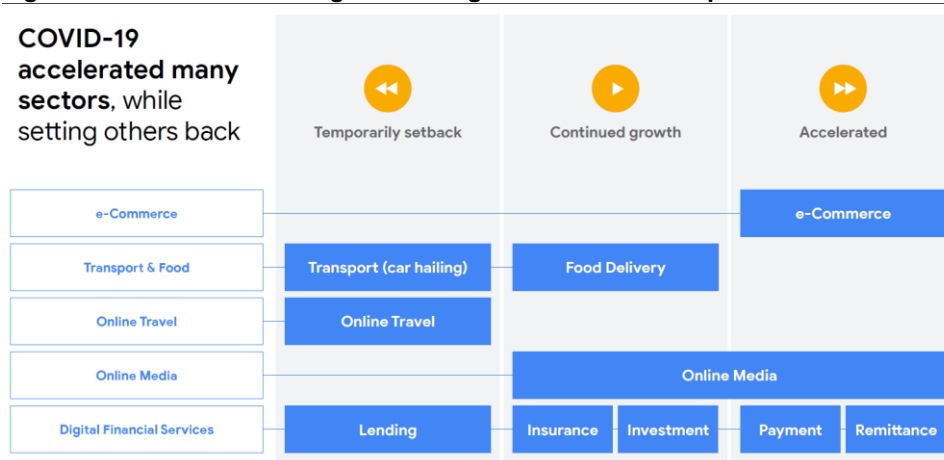 COVID-19
accelerated many
sectors, while
setting others back
Temporarily setback
Continued growth
Accelerated
e-Commerce
e-Commerce
Transport & Food
Transport (car hailing)
Food Delivery
Online Travel
Online Travel
Online Media
Online Media
Digital Financial Services
Lending
Insurance
Investment
Payment
Remittance